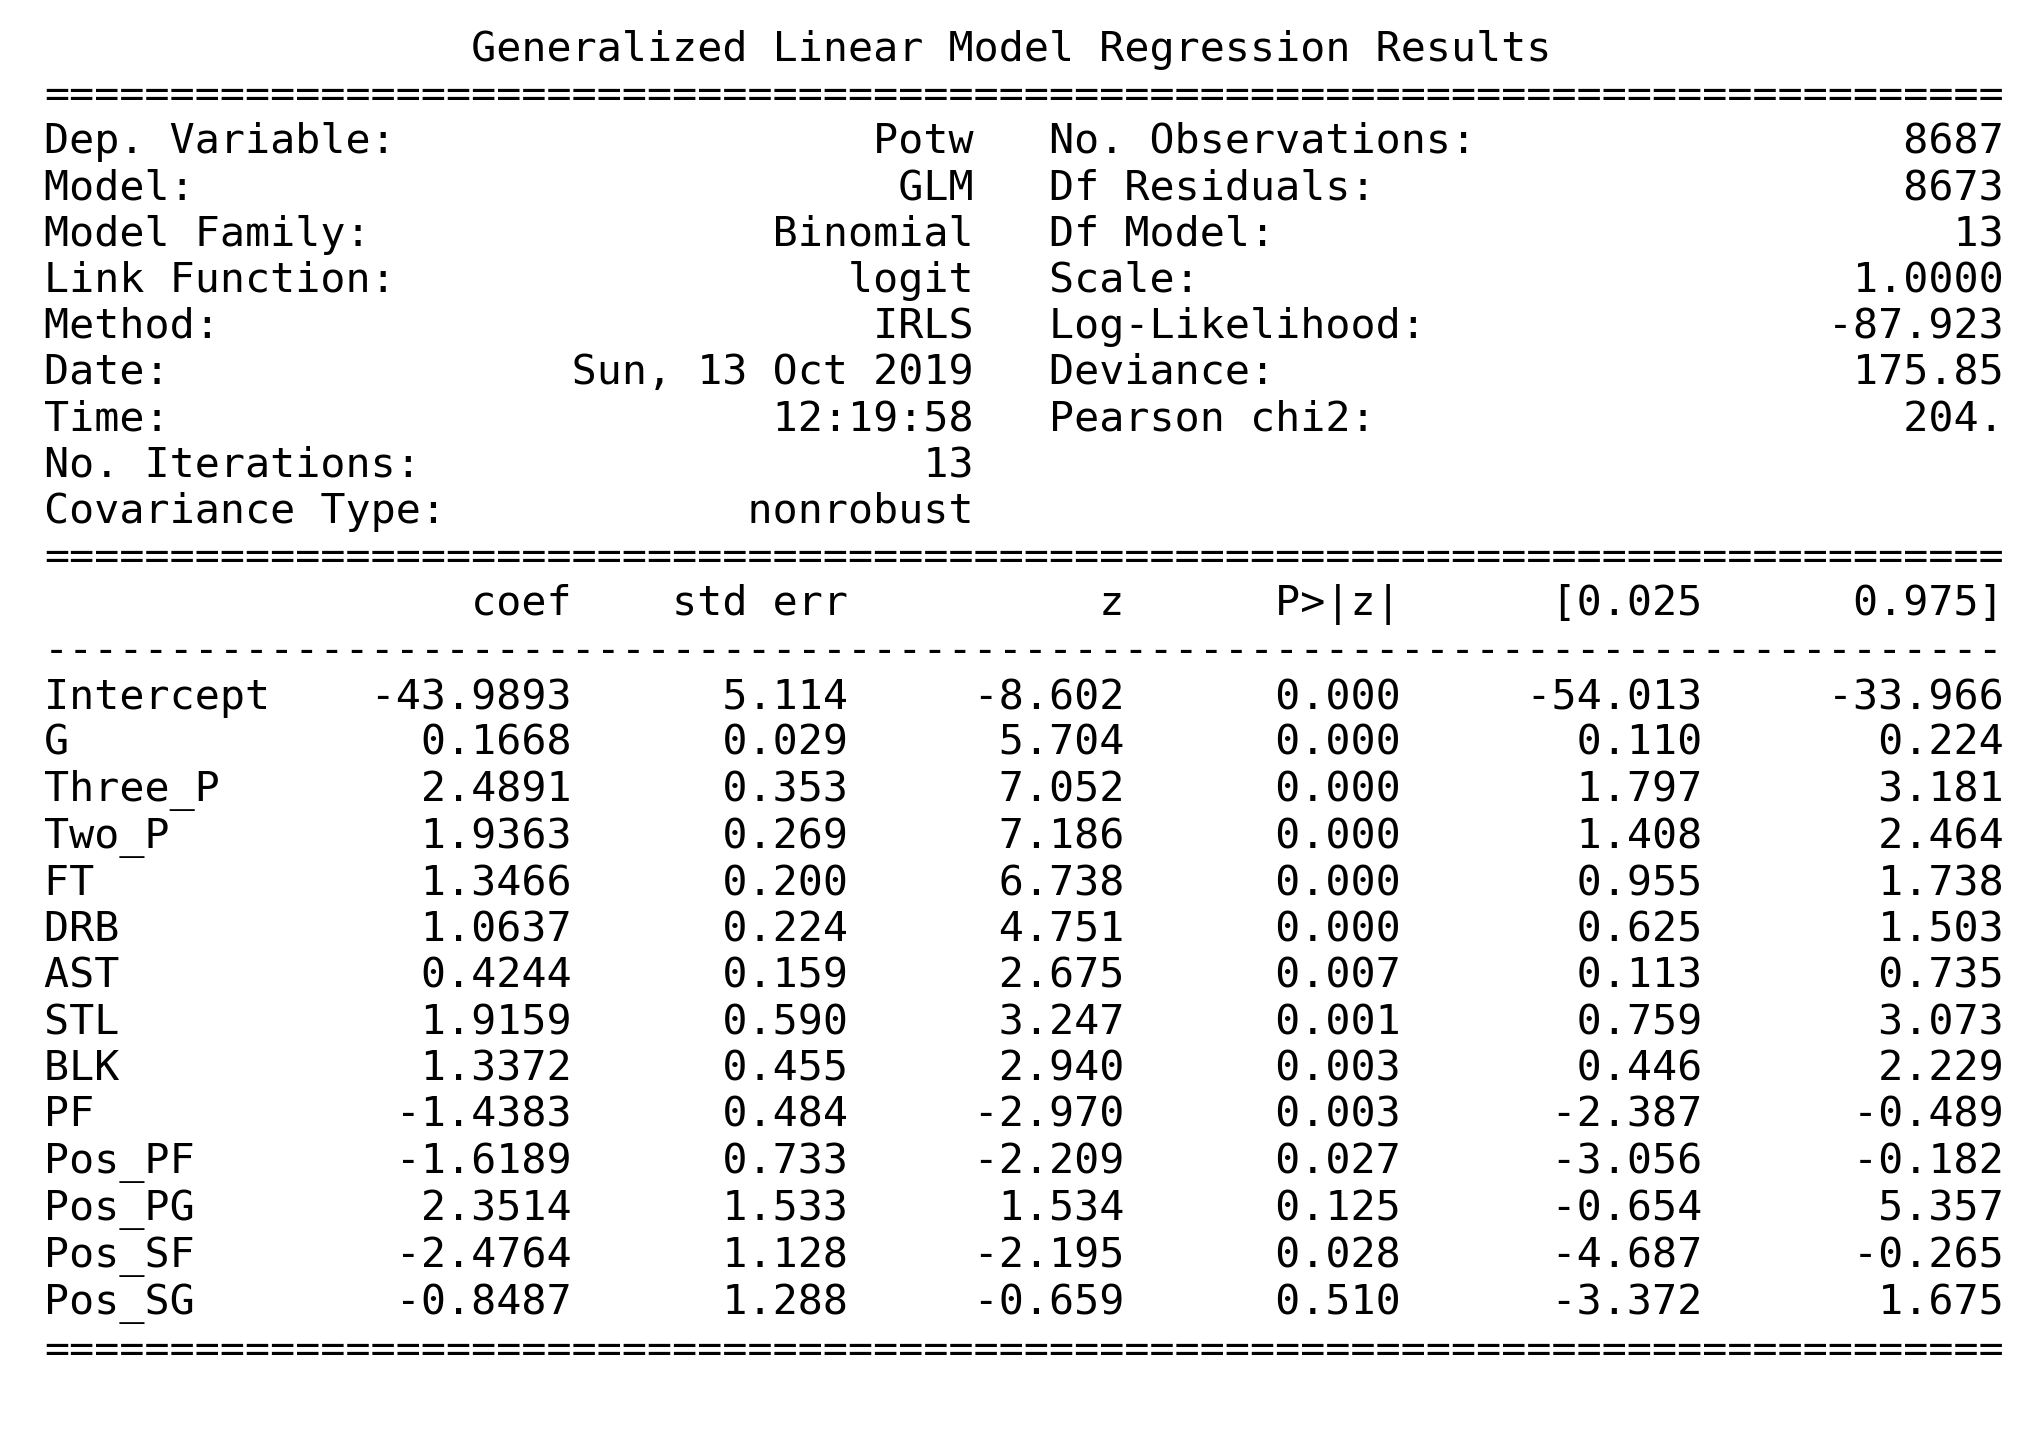 Generalized Linear Model Regression Results
==============================================================================
Dep. Variable:                   Potw   No. Observations:                 8687
Model:                            GLM   Df Residuals:                     8673
Model Family:                Binomial   Df Model:                           13
Link Function:                  logit   Scale:                          1.0000
Method:                          IRLS   Log-Likelihood:                -87.923
Date:                Sun, 13 Oct 2019   Deviance:                       175.85
Time:                        12:19:58   Pearson chi2:                     204.
No. Iterations:                    13
Covariance Type:            nonrobust
==============================================================================
                 coef    std err          z      P>|z|      [0.025      0.975]
------------------------------------------------------------------------------
Intercept    -43.9893      5.114     -8.602      0.000     -54.013     -33.966
G              0.1668      0.029      5.704      0.000       0.110       0.224
Three_P        2.4891      0.353      7.052      0.000       1.797       3.181
Two_P          1.9363      0.269      7.186      0.000       1.408       2.464
FT             1.3466      0.200      6.738      0.000       0.955       1.738
DRB            1.0637      0.224      4.751      0.000       0.625       1.503
AST            0.4244      0.159      2.675      0.007       0.113       0.735
STL            1.9159      0.590      3.247      0.001       0.759       3.073
BLK            1.3372      0.455      2.940      0.003       0.446       2.229
PF            -1.4383      0.484     -2.970      0.003      -2.387      -0.489
Pos_PF        -1.6189      0.733     -2.209      0.027      -3.056      -0.182
Pos_PG         2.3514      1.533      1.534      0.125      -0.654       5.357
Pos_SF        -2.4764      1.128     -2.195      0.028      -4.687      -0.265
Pos_SG        -0.8487      1.288     -0.659      0.510      -3.372       1.675
==============================================================================